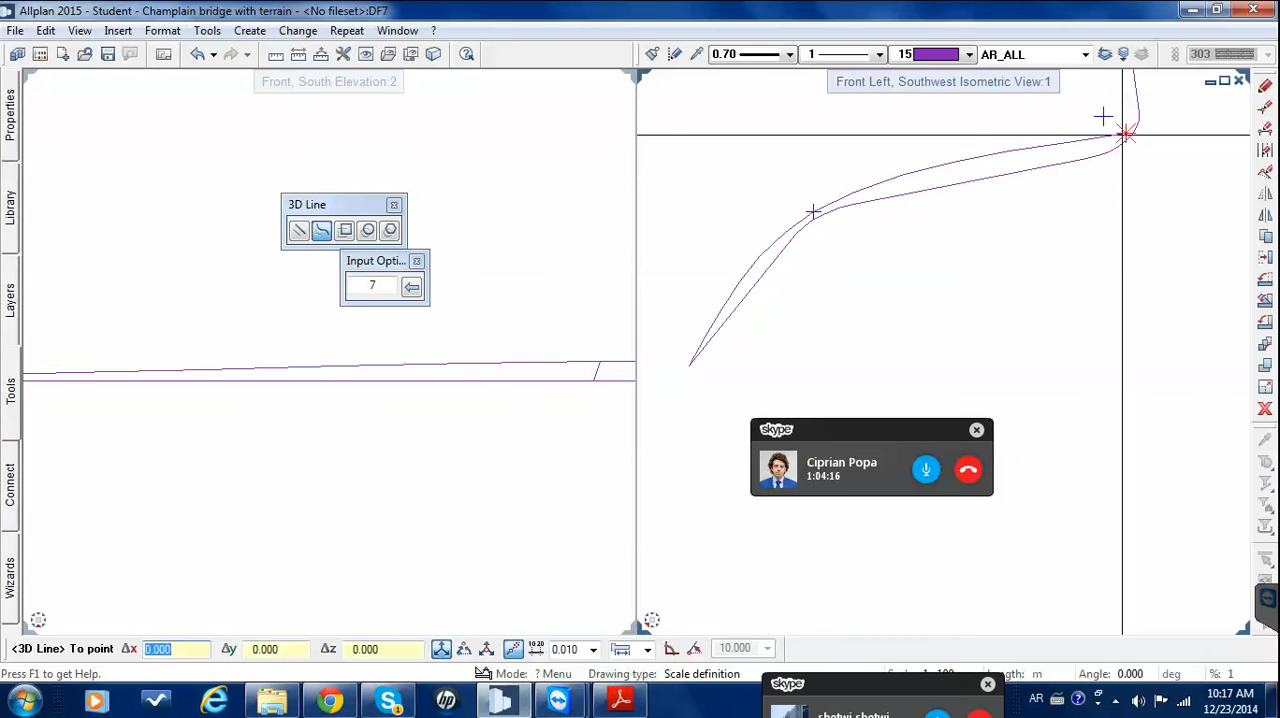 Allplan 2015 - Student - Champlain bridge with terrain - <No fileset>:DF7
File Edit View Insert Format Tools Create Change Repeat Window ?
0.70 1 15 AR_ALL 303
Front, South Elevation:2
Front Left, Southwest Isometric View:1
Properties
Library
Layers
Tools
Connect
Wizards
3D Line
Input Opti...
7
skype
Ciprian Popa
1:04:16
<3D Line> To point Δx 0.000 Δy 0.000 Δz 0.000 10.20 0.010 10.000
Press F1 to get Help. Mode: ? Menu Drawing type: Scale definition Angle: 0.000 deg %: 1
skype
AR
10:17 AM
12/23/2014